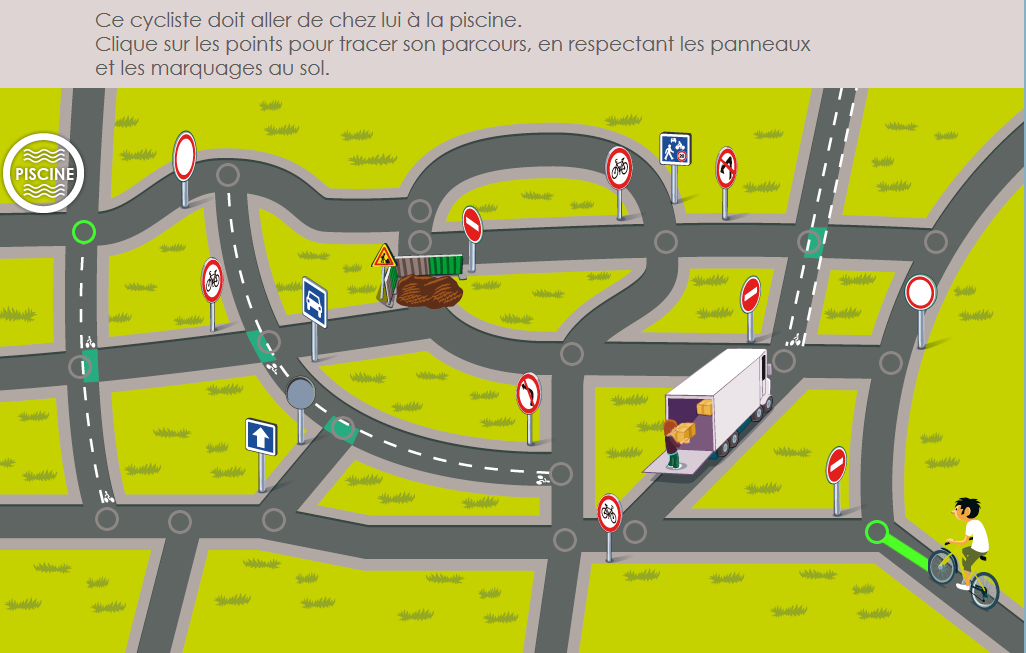 Ce cycliste doit aller de chez lui à la piscine.
Clique sur les points pour tracer son parcours, en respectant les panneaux
et les marquages au sol.
PISCINE